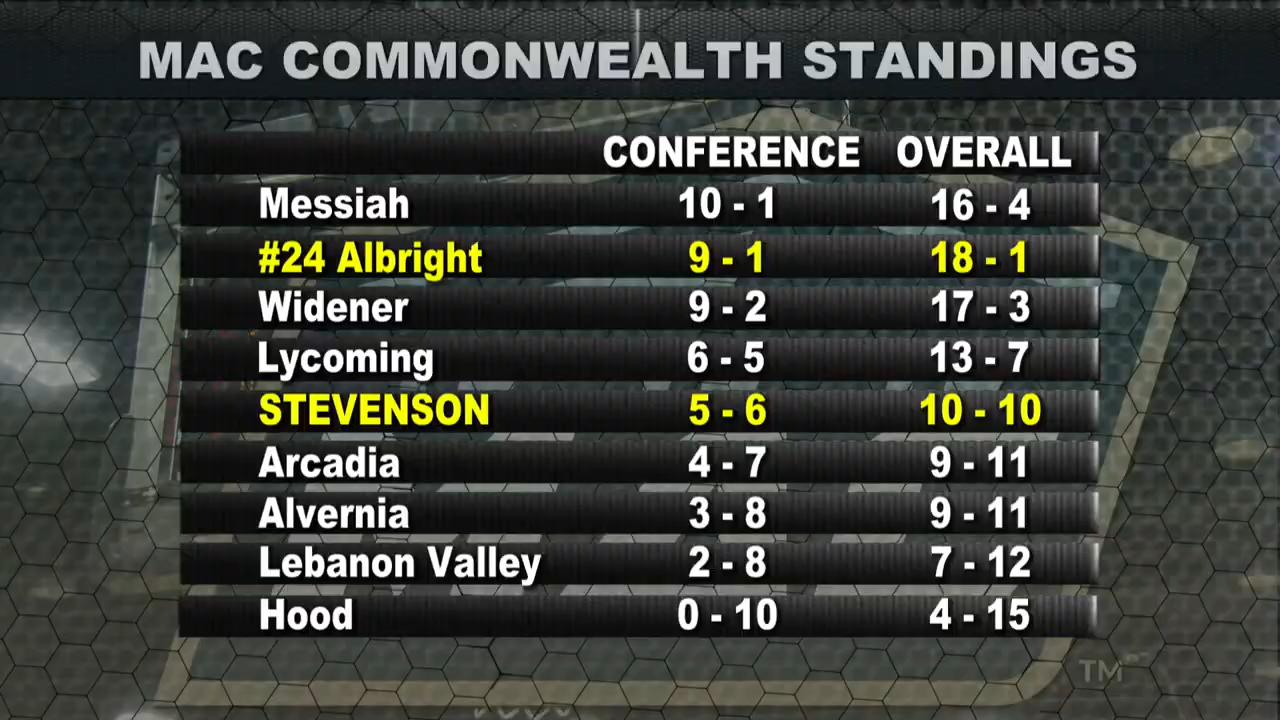 MAC COMMONWEALTH STANDINGS
CONFERENCE OVERALL
Messiah 10 - 1 16 - 4
#24 Albright 9 - 1 18 - 1
Widener 9 - 2 17 - 3
Lycoming 6 - 5 13 - 7
STEVENSON 5 - 6 10 - 10
Arcadia 4 - 7 9 - 11
Alvernia 3 - 8 9 - 11
Lebanon Valley 2 - 8 7 - 12
Hood 0 - 10 4 - 15
TM